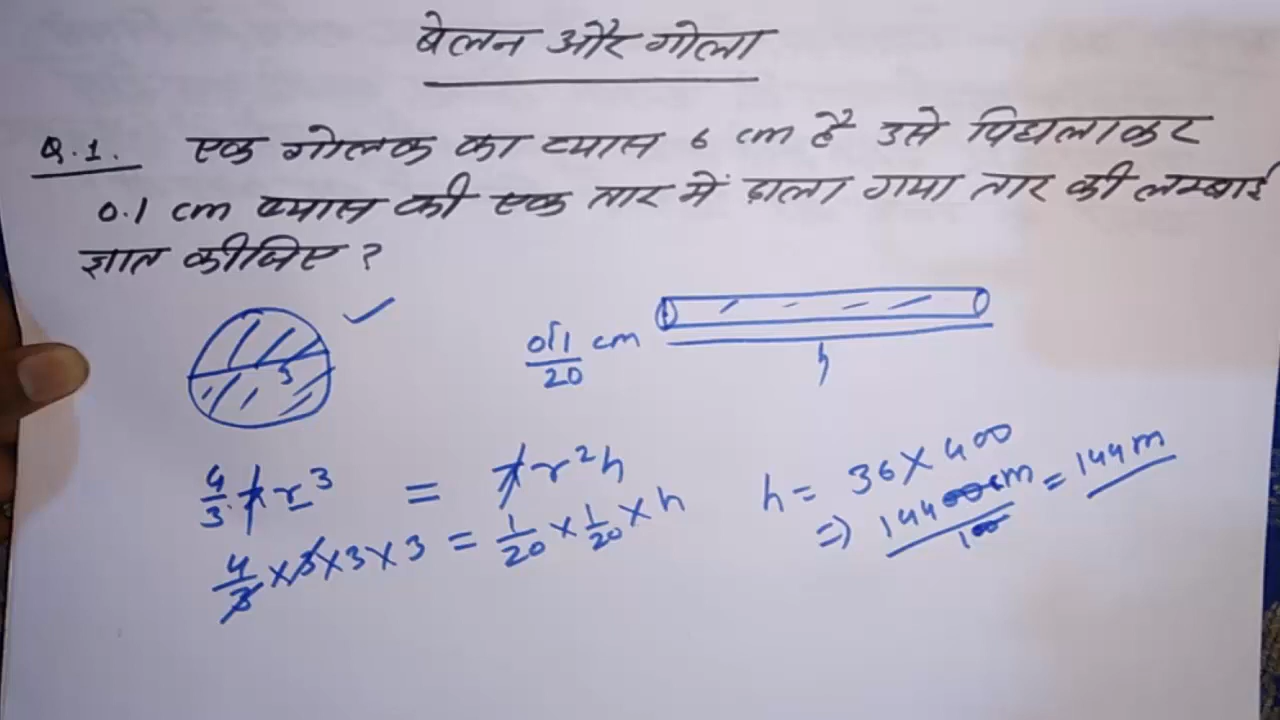 बेलन और गोला
Q.1. एक गोलक का व्यास 6 cm है उसे पिघलाकर
0.1 cm व्यास की एक तार में ढाला गया तार की लम्बाई
ज्ञात कीजिए ?
3
0.1/20 cm
h
4/3 π r³ = π r² h
4/3 × 3 × 3 × 3 = 1/20 × 1/20 × h
h = 36 × 400
⇒ 14400 cm / 100 = 144 m